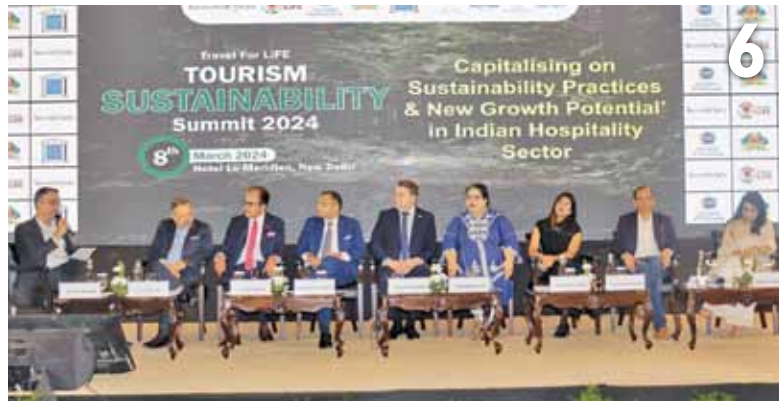 6
Travel For LiFE
TOURISM
SUSTAINABILITY
Summit 2024
8th
March 2024
Hotel Le-Meridien, New Delhi
Capitalising on
Sustainability Practices
& New Growth Potential'
in Indian Hospitality
Sector